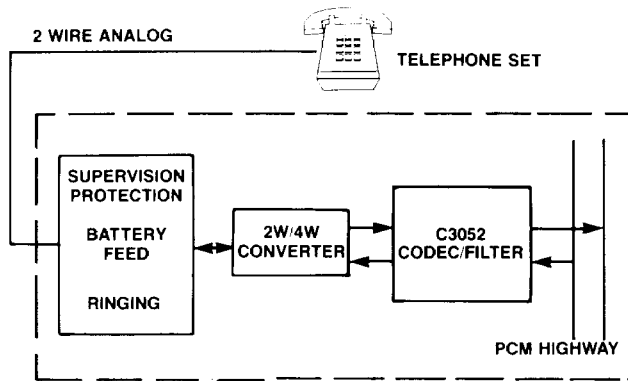 2 WIRE ANALOG
TELEPHONE SET
SUPERVISION
PROTECTION
BATTERY
FEED
RINGING
2W/4W
CONVERTER
C3052
CODEC/FILTER
PCM HIGHWAY